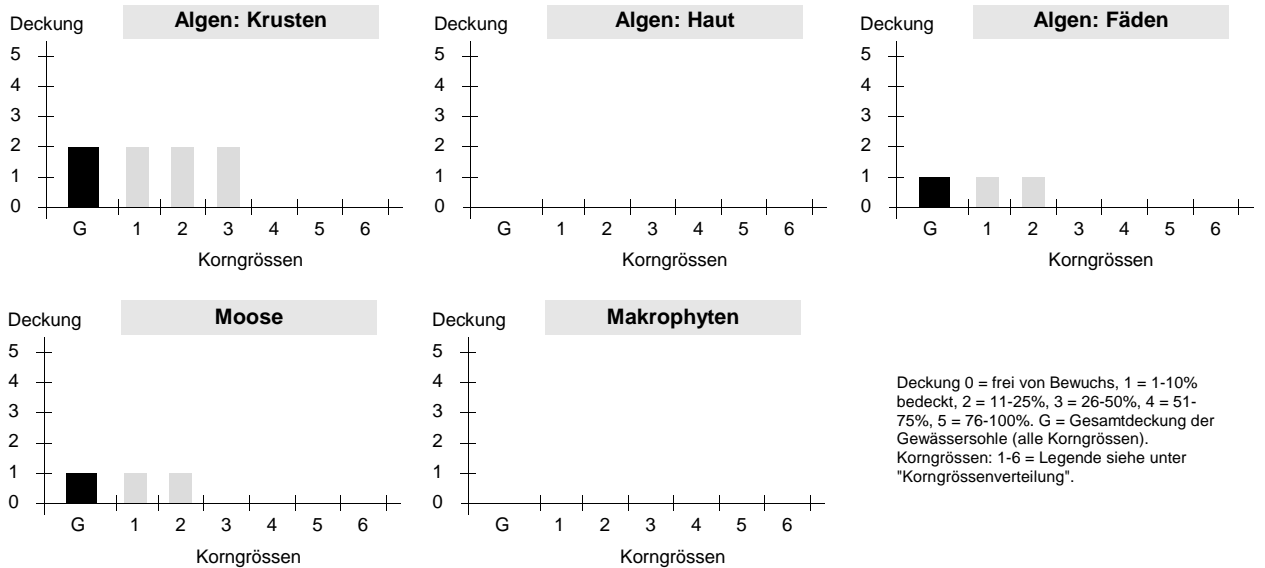 Deckung
Algen: Krusten
5
4
3
2
1
0
G 1 2 3 4 5 6
Korngrössen
Deckung
Algen: Haut
5
4
3
2
1
0
G 1 2 3 4 5 6
Korngrössen
Deckung
Algen: Fäden
5
4
3
2
1
0
G 1 2 3 4 5 6
Korngrössen
Deckung
Moose
5
4
3
2
1
0
G 1 2 3 4 5 6
Korngrössen
Deckung
Makrophyten
5
4
3
2
1
0
G 1 2 3 4 5 6
Korngrössen
Deckung 0 = frei von Bewuchs, 1 = 1-10%
bedeckt, 2 = 11-25%, 3 = 26-50%, 4 = 51-
75%, 5 = 76-100%. G = Gesamtdeckung der
Gewässersohle (alle Korngrössen).
Korngrössen: 1-6 = Legende siehe unter
"Korngrössenverteilung".